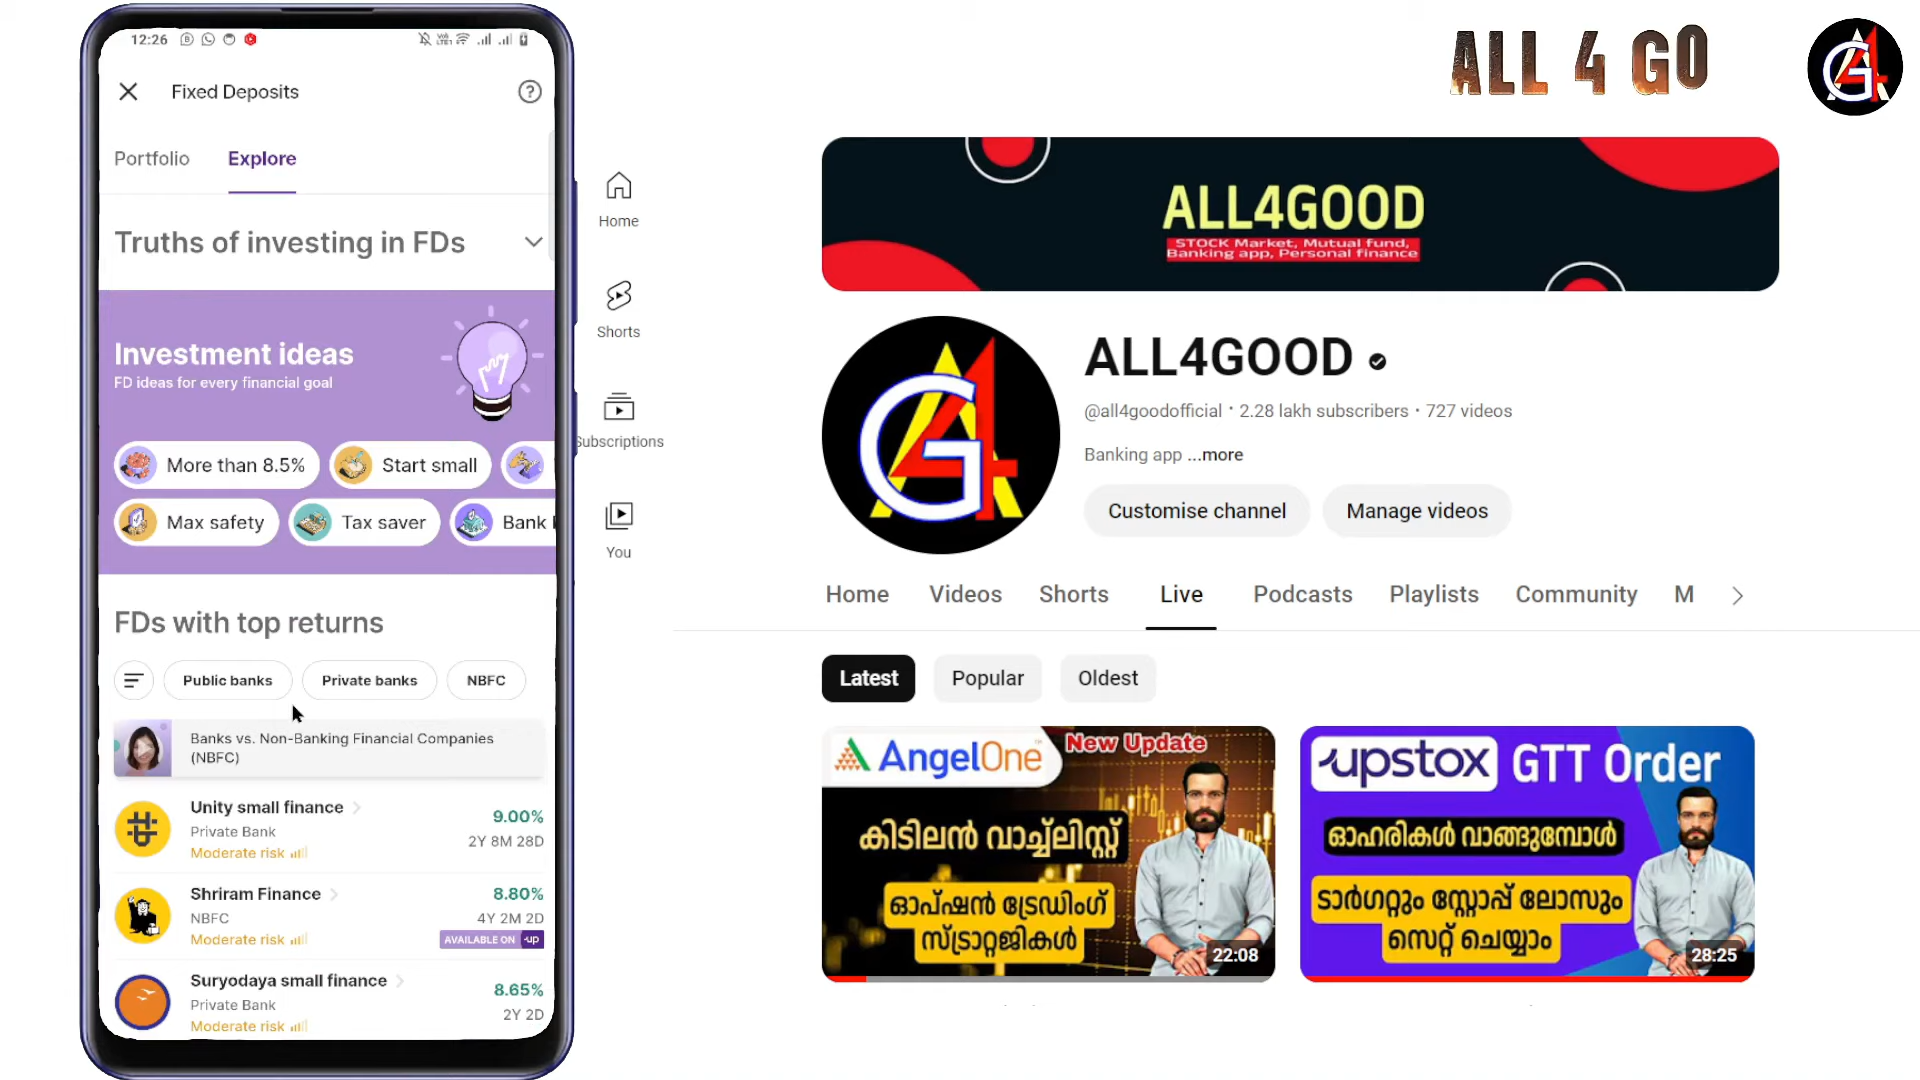 12:26
Fixed Deposits
Portfolio
Explore
Truths of investing in FDs
Investment ideas
FD ideas for every financial goal
More than 8.5%
Start small
Max safety
Tax saver
Bank
FDs with top returns
Public banks
Private banks
NBFC
Banks vs. Non-Banking Financial Companies
(NBFC)
Unity small finance
9.00%
Private Bank
2Y 8M 28D
Moderate risk
Shriram Finance
8.80%
NBFC
4Y 2M 2D
Moderate risk
AVAILABLE ON up
Suryodaya small finance
8.65%
Private Bank
2Y 2D
Moderate risk
Home
Shorts
Subscriptions
You
ALL 4 GO
ALL4GOOD
STOCK Market, Mutual fund,
Banking app, Personal finance
ALL4GOOD
@all4goodofficial • 2.28 lakh subscribers • 727 videos
Banking app ...more
Customise channel
Manage videos
Home
Videos
Shorts
Live
Podcasts
Playlists
Community
M
Latest
Popular
Oldest
AngelOne
New Update
കിടിലൻ വാച്ച്ലിസ്റ്റ്
ഓപ്ഷൻ ട്രേഡിംഗ്
സ്ട്രാറ്റജികൾ
22:08
upstox GTT Order
ഓഹരികൾ വാങ്ങുമ്പോൾ
ടാർഗറ്റും സ്റ്റോപ്പ് ലോസും
സെറ്റ് ചെയ്യാം
28:25